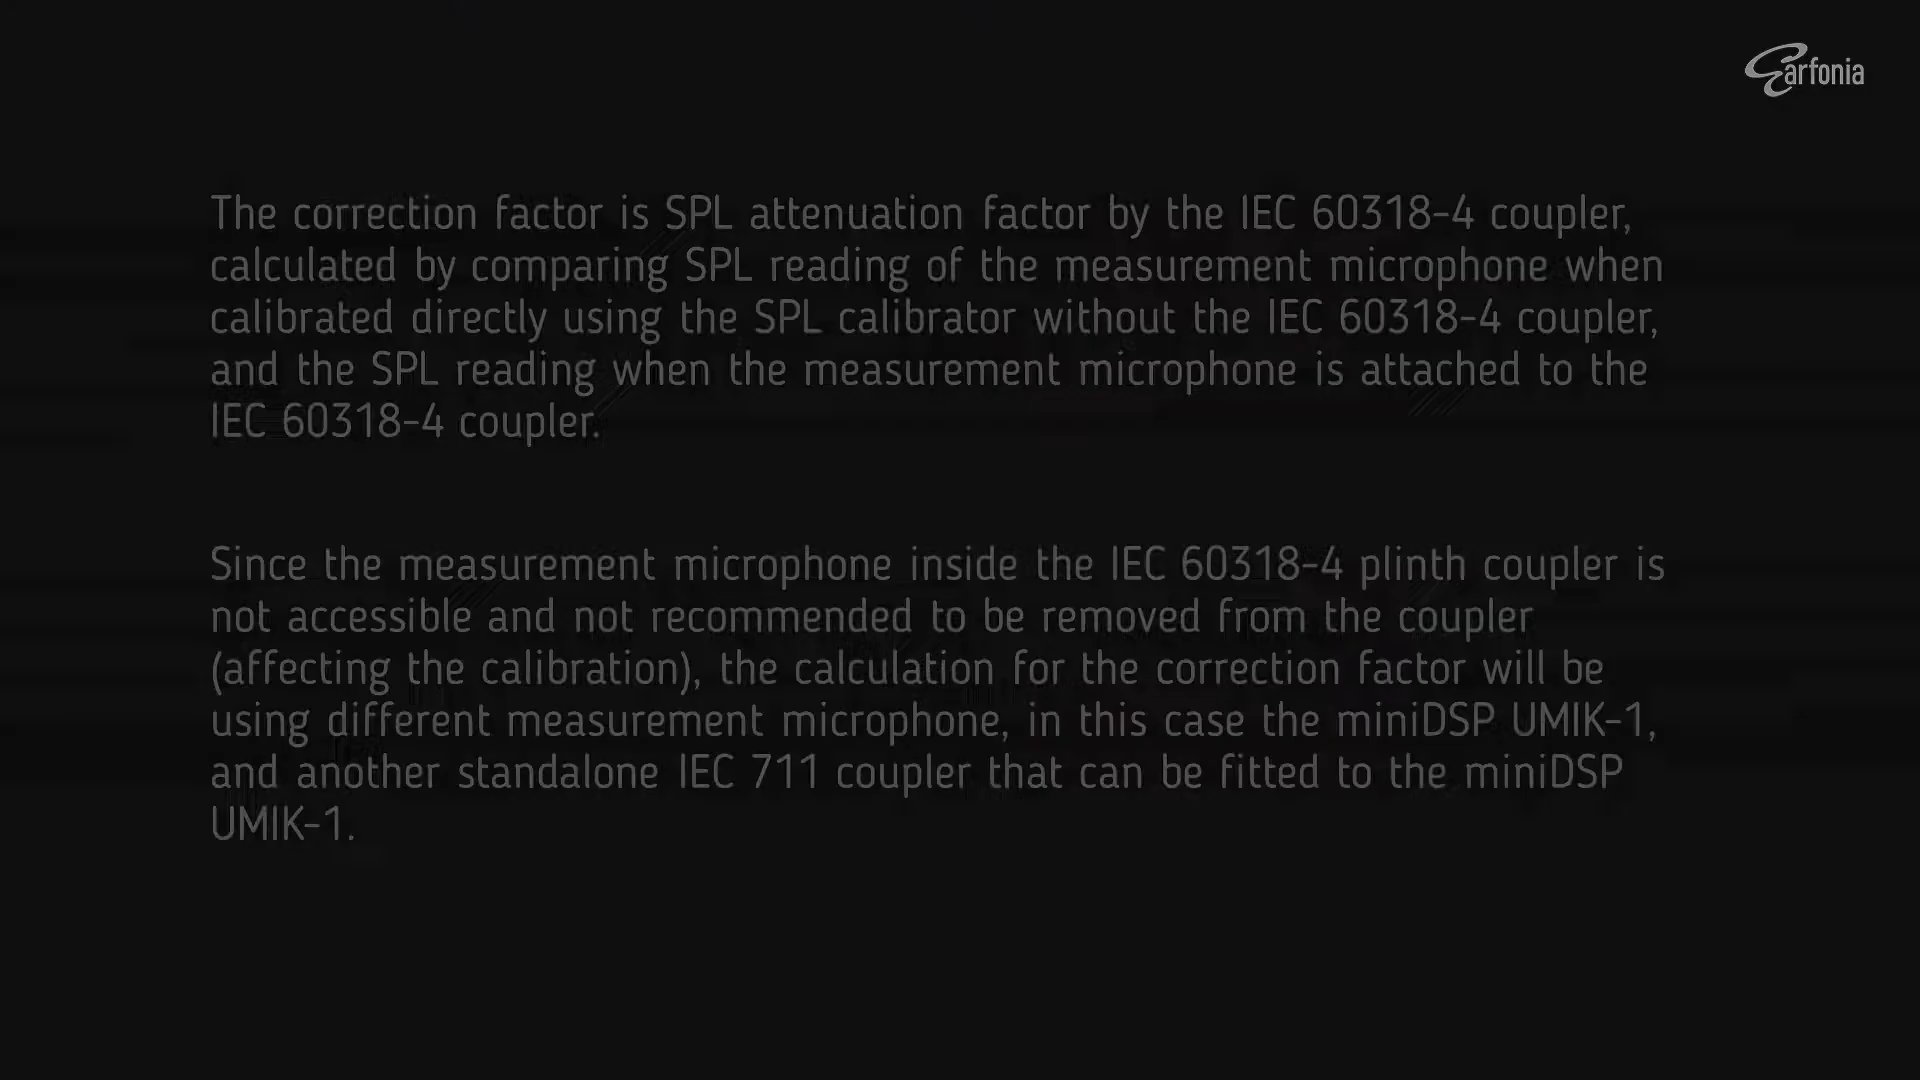 Earfonia
The correction factor is SPL attenuation factor by the IEC 60318-4 coupler,
calculated by comparing SPL reading of the measurement microphone when
calibrated directly using the SPL calibrator without the IEC 60318-4 coupler,
and the SPL reading when the measurement microphone is attached to the
IEC 60318-4 coupler.
Since the measurement microphone inside the IEC 60318-4 plinth coupler is
not accessible and not recommended to be removed from the coupler
(affecting the calibration), the calculation for the correction factor will be
using different measurement microphone, in this case the miniDSP UMIK-1,
and another standalone IEC 711 coupler that can be fitted to the miniDSP
UMIK-1.